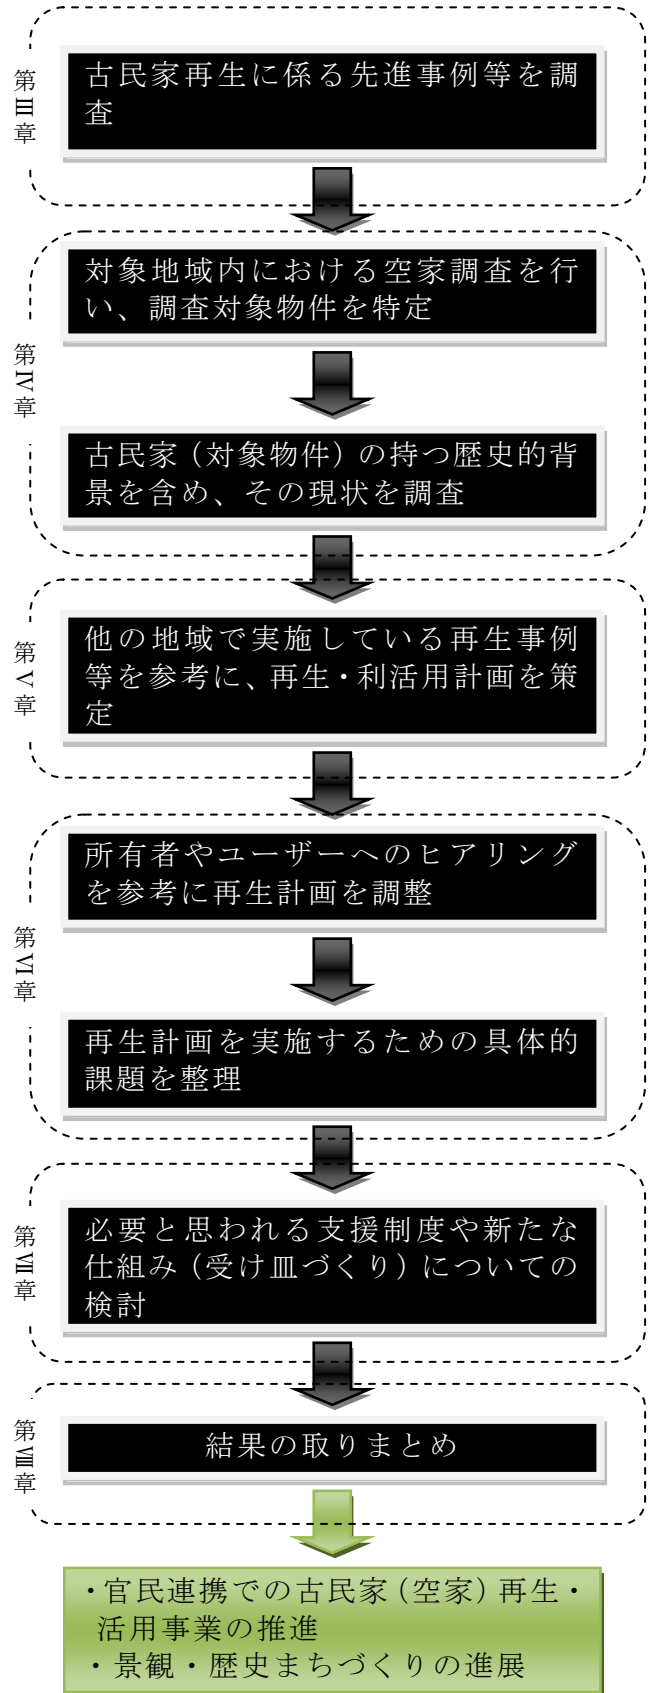 第Ⅲ章
古民家再生に係る先進事例等を調
査
第Ⅳ章
対象地域内における空家調査を行
い、調査対象物件を特定
古民家（対象物件）の持つ歴史的背
景を含め、その現状を調査
第Ⅴ章
他の地域で実施している再生事例
等を参考に、再生・利活用計画を策
定
第Ⅵ章
所有者やユーザーへのヒアリング
を参考に再生計画を調整
再生計画を実施するための具体的
課題を整理
第Ⅶ章
必要と思われる支援制度や新たな
仕組み（受け皿づくり）についての
検討
第Ⅷ章
結果の取りまとめ
・官民連携での古民家（空家）再生・
活用事業の推進
・景観・歴史まちづくりの進展